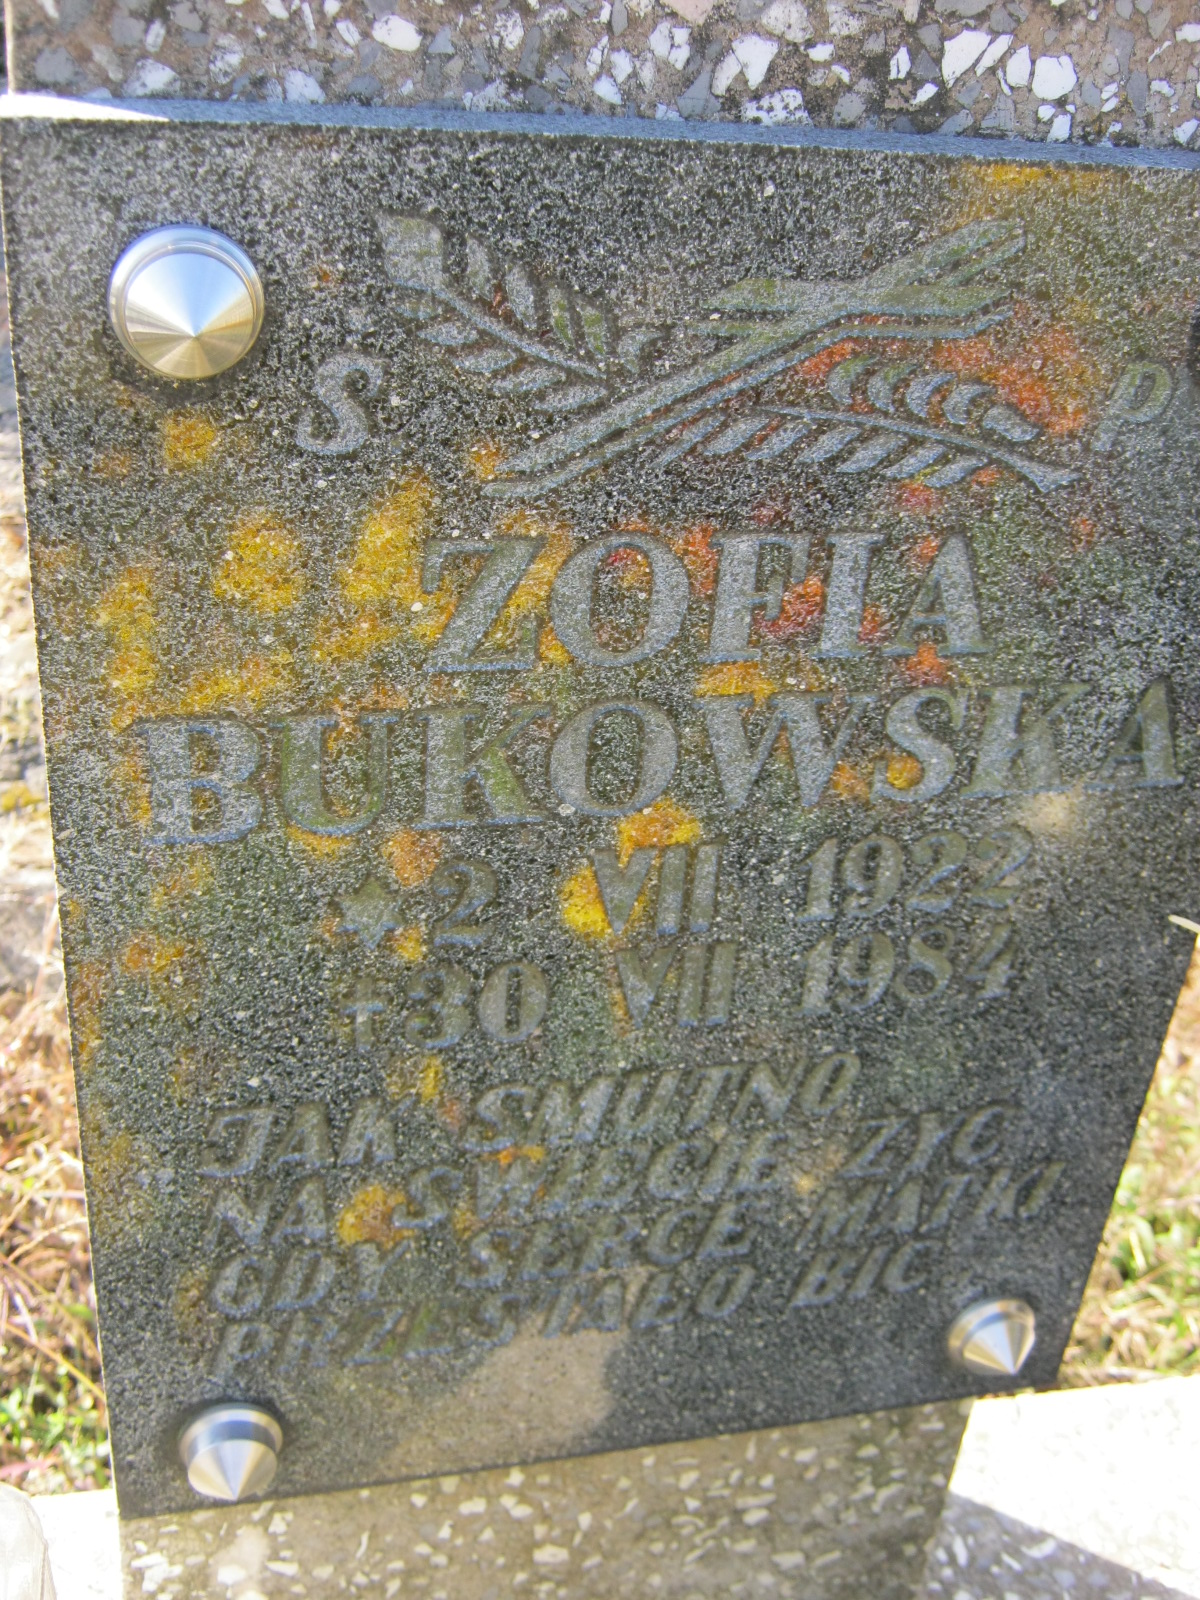 S P
ZOFIA
BUKOWSKA
★ 2 VII 1922
† 30 VII 1984
JAK SMUTNO
NA ŚWIECIE ŻYĆ
GDY SERCE MATKI
PRZESTAŁO BIĆ